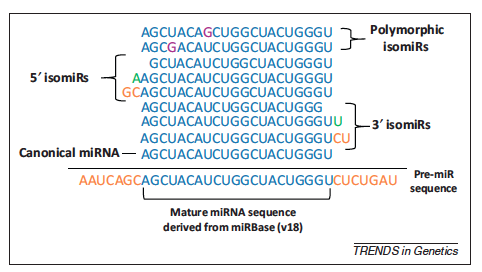 AGCUACAGCUGGCUACUGGGU
AGCGACAUCUGGCUACUGGGU
Polymorphic
isomiRs
5′ isomiRs
GCUACAUCUGGCUACUGGGU
AAGCUACAUCUGGCUACUGGGU
GCAGCUACAUCUGGCUACUGGGU
AGCUACAUCUGGCUACUGGG
AGCUACAUCUGGCUACUGGGUU
AGCUACAUCUGGCUACUGGGUCU
3′ isomiRs
Canonical miRNA
AGCUACAUCUGGCUACUGGGU
AAUCAGCAGCUACAUCUGGCUACUGGGUCUCUGAU
Pre-miR
sequence
Mature miRNA sequence
derived from miRBase (v18)
TRENDS in Genetics